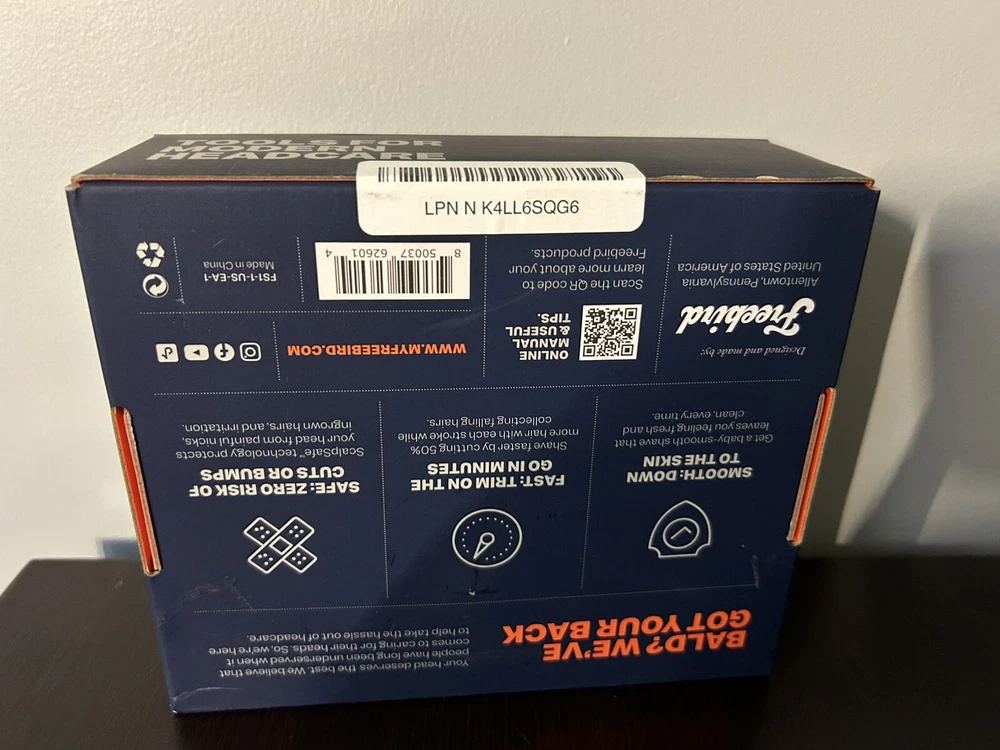 BALD? WE'VE
GOT YOUR BACK
Your head deserves the best. We believe that
people have long been underserved when it
comes to caring for their heads. So, we're here
to help take the hassle out of headcare.
SMOOTH: DOWN
TO THE SKIN
Get a baby-smooth shave that
leaves you feeling fresh and
clean, every time.
FAST: TRIM ON THE
GO IN MINUTES
Shave faster by cutting 50%
more hair with each stroke while
collecting falling hairs.
SAFE: ZERO RISK OF
CUTS OR BUMPS
ScalpSafe™ technology protects
your head from painful nicks,
ingrown hairs, and irritation.
Designed and made by:
Freebird
Allentown, Pennsylvania
United States of America
ONLINE
MANUAL
& USEFUL
TIPS.
Scan the QR code to
learn more about your
Freebird products.
WWW.MYFREEBIRD.COM
8 50037 62601 4
FS1-1-US-EA-1
Made in China
LPN N K4LL6SQG6
TOOLS FOR
MODERN
HEADCARE